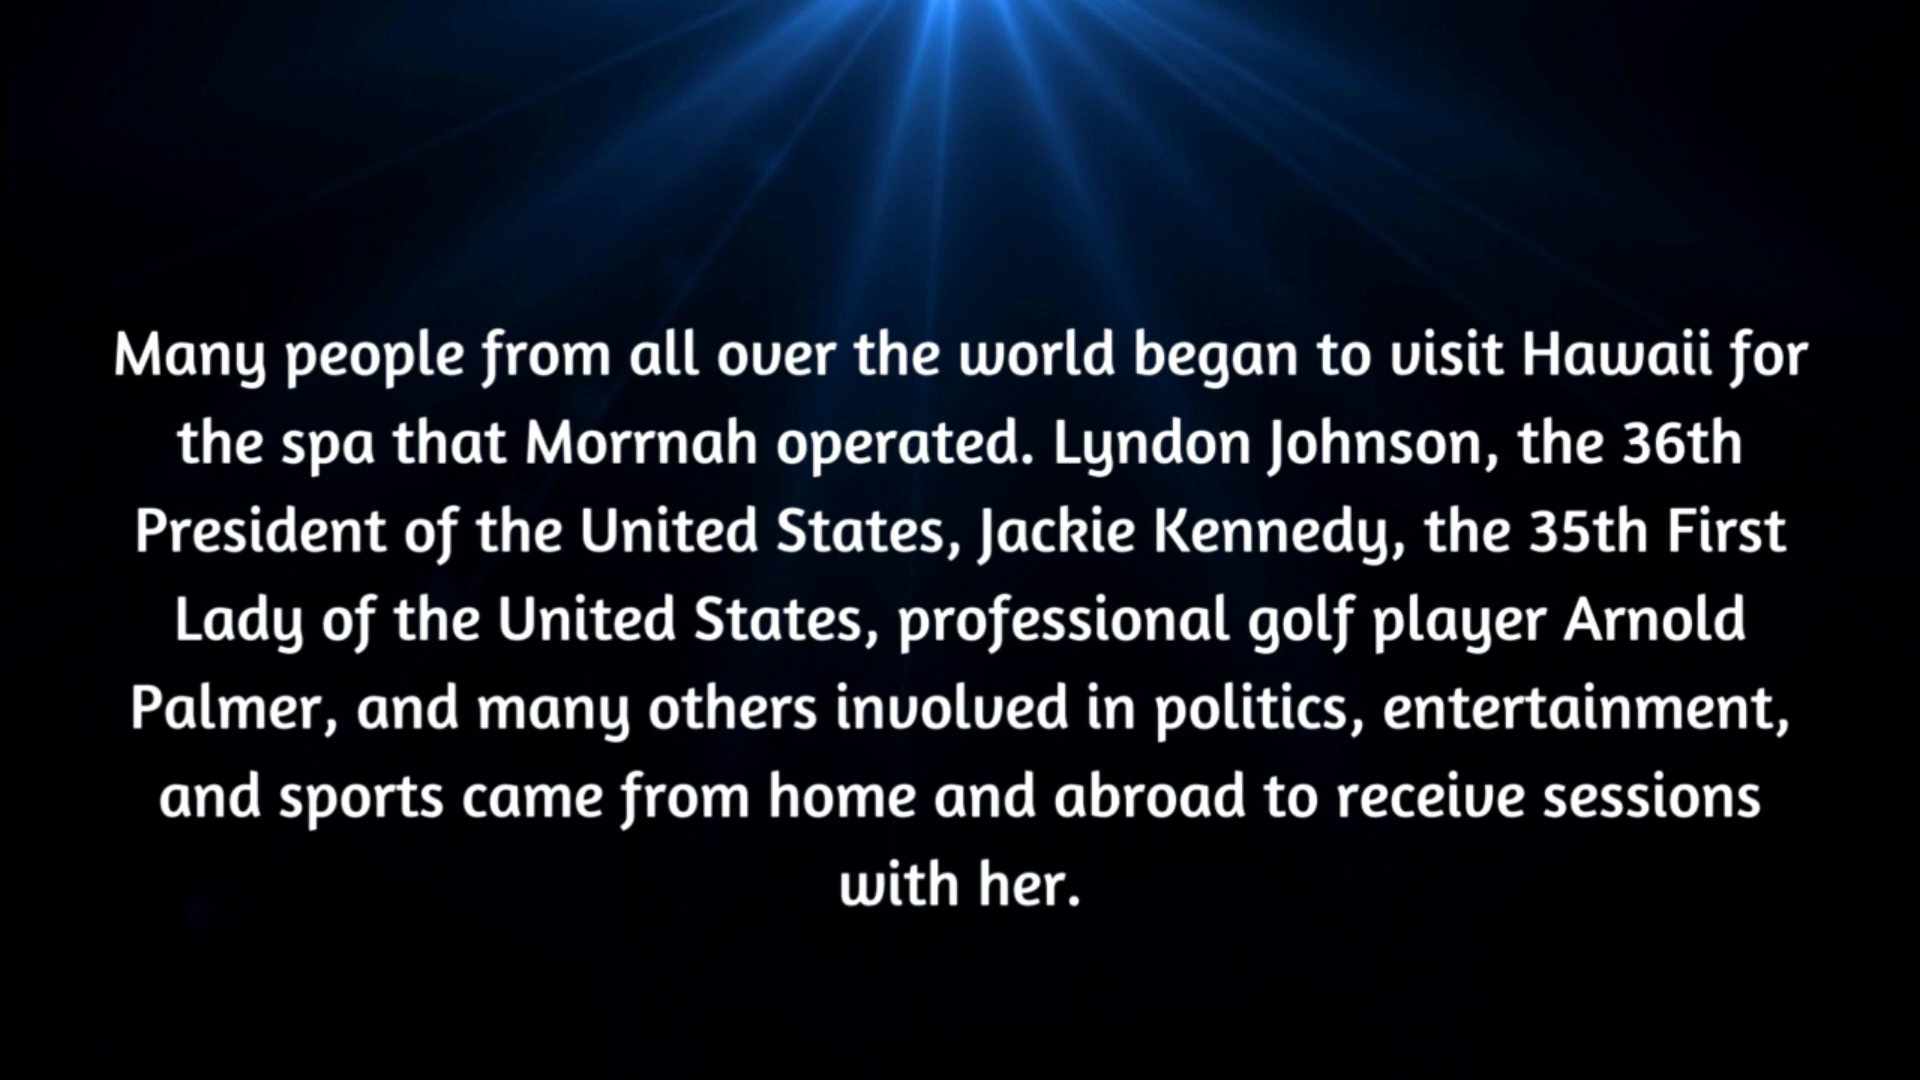 Many people from all over the world began to visit Hawaii for
the spa that Morrnah operated. Lyndon Johnson, the 36th
President of the United States, Jackie Kennedy, the 35th First
Lady of the United States, professional golf player Arnold
Palmer, and many others involved in politics, entertainment,
and sports came from home and abroad to receive sessions
with her.